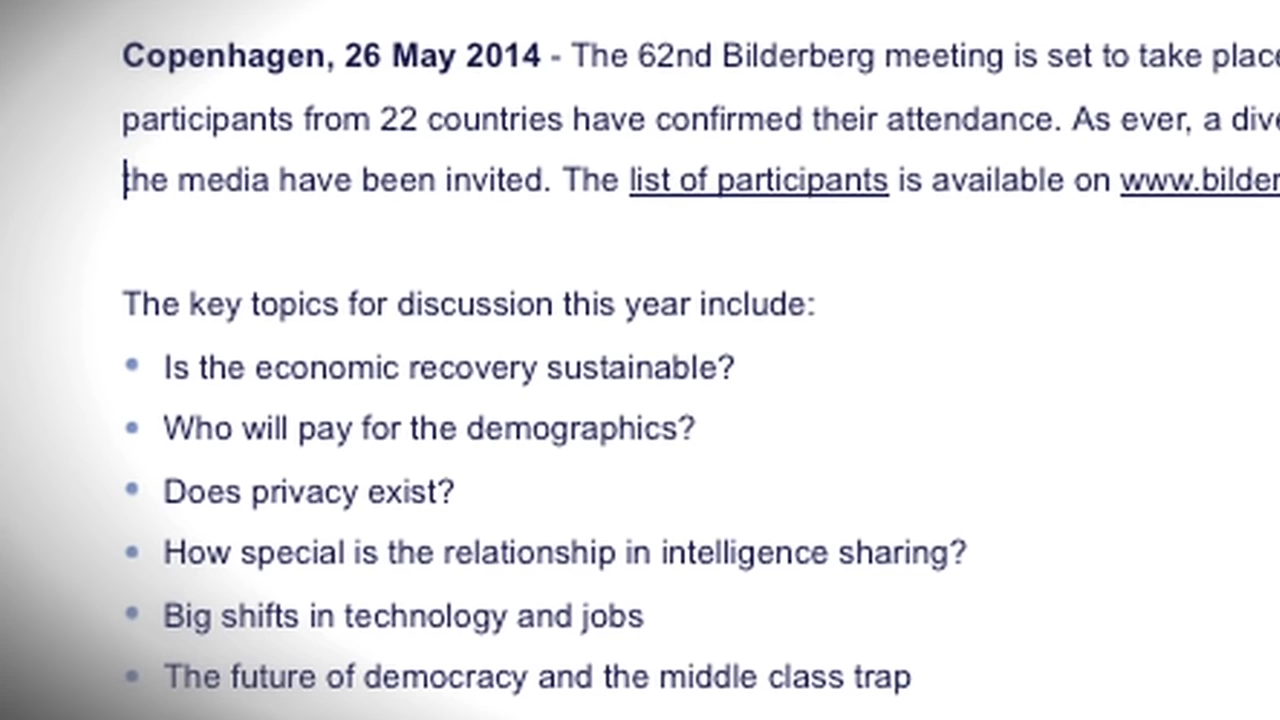 Copenhagen, 26 May 2014 - The 62nd Bilderberg meeting is set to take place
participants from 22 countries have confirmed their attendance. As ever, a
the media have been invited. The list of participants is available on
The key topics for discussion this year include:
• Is the economic recovery sustainable?
• Who will pay for the demographics?
• Does privacy exist?
• How special is the relationship in intelligence sharing?
• Big shifts in technology and jobs
• The future of democracy and the middle class trap